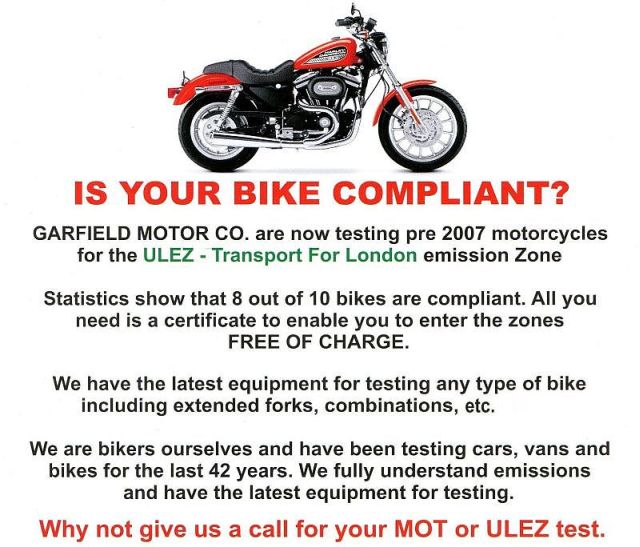 IS YOUR BIKE COMPLIANT?
GARFIELD MOTOR CO. are now testing pre 2007 motorcycles
for the ULEZ - Transport For London emission Zone
Statistics show that 8 out of 10 bikes are compliant. All you
need is a certificate to enable you to enter the zones
FREE OF CHARGE.
We have the latest equipment for testing any type of bike
including extended forks, combinations, etc.
We are bikers ourselves and have been testing cars, vans and
bikes for the last 42 years. We fully understand emissions
and have the latest equipment for testing.
Why not give us a call for your MOT or ULEZ test.